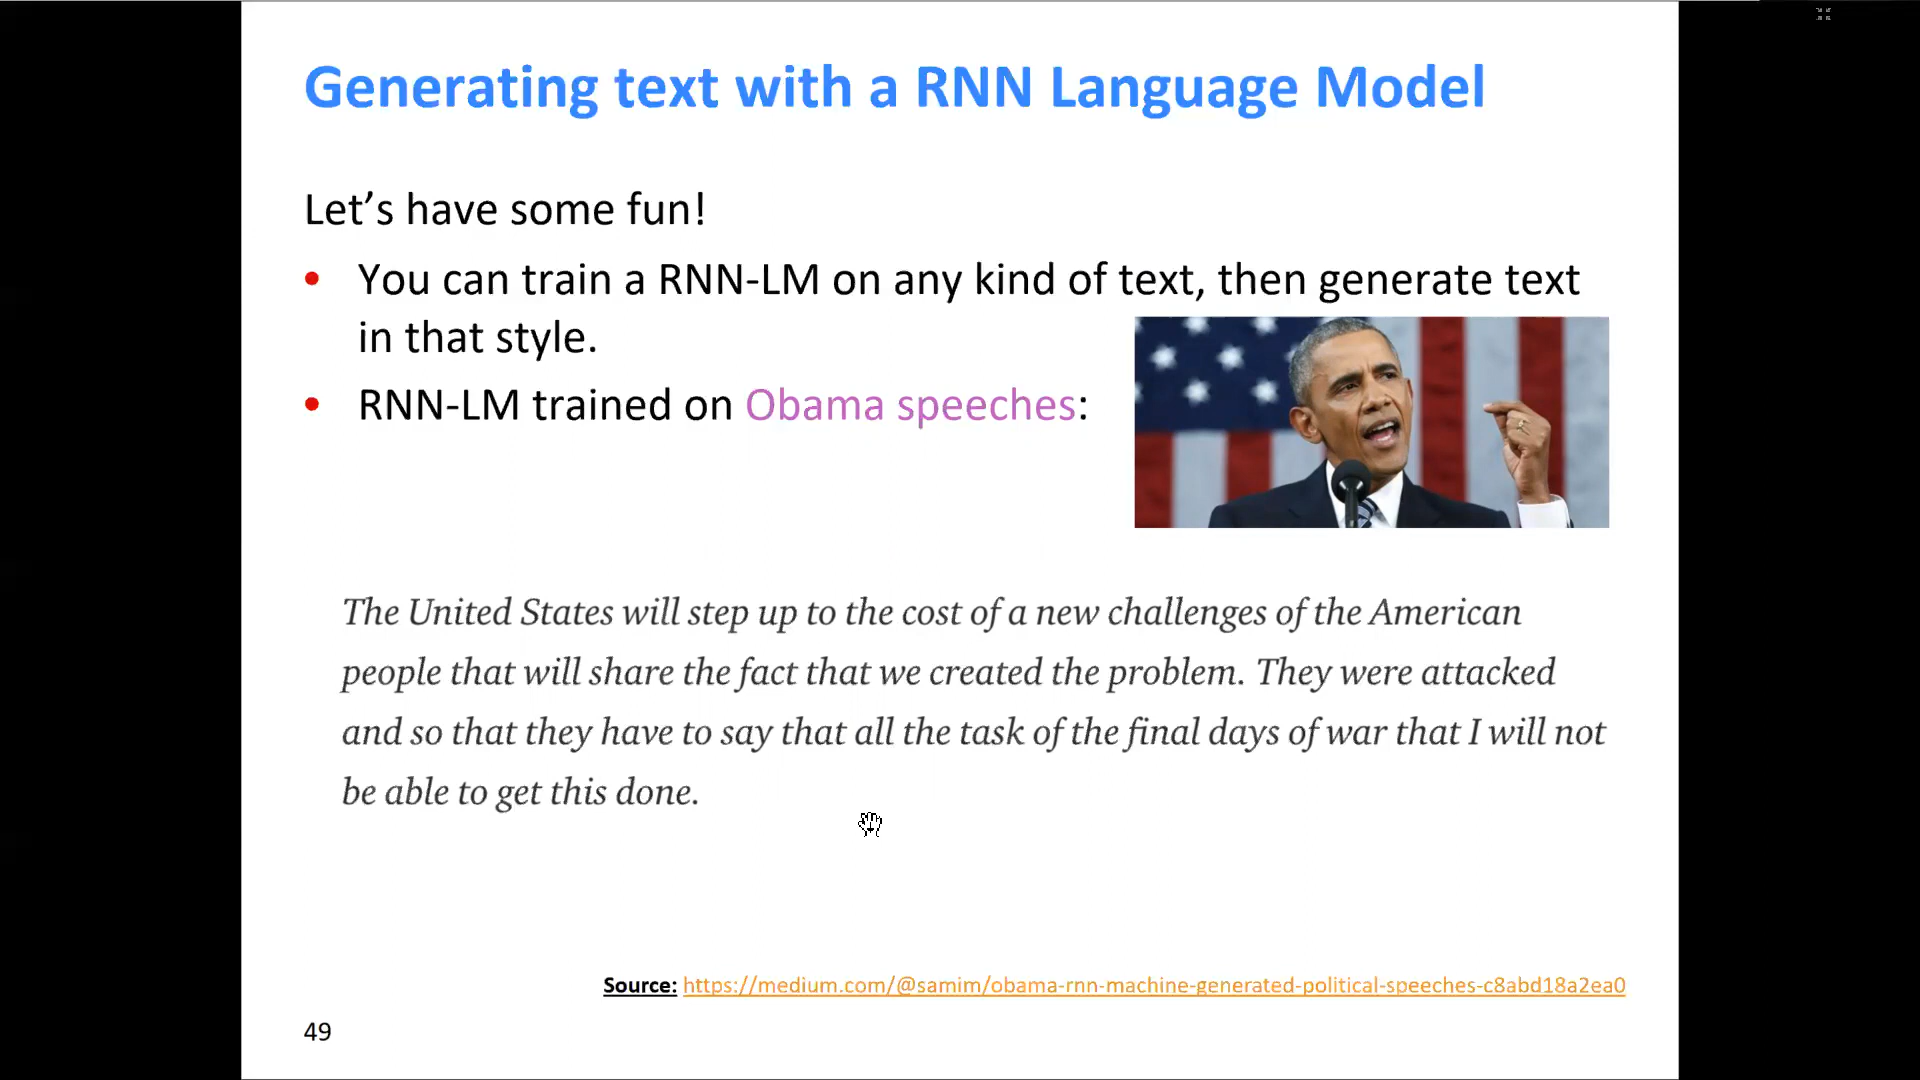 Generating text with a RNN Language Model
Let’s have some fun!
• You can train a RNN-LM on any kind of text, then generate text
in that style.
• RNN-LM trained on Obama speeches:
The United States will step up to the cost of a new challenges of the American
people that will share the fact that we created the problem. They were attacked
and so that they have to say that all the task of the final days of war that I will not
be able to get this done.
Source: https://medium.com/@samim/obama-rnn-machine-generated-political-speeches-c8abd18a2ea0
49